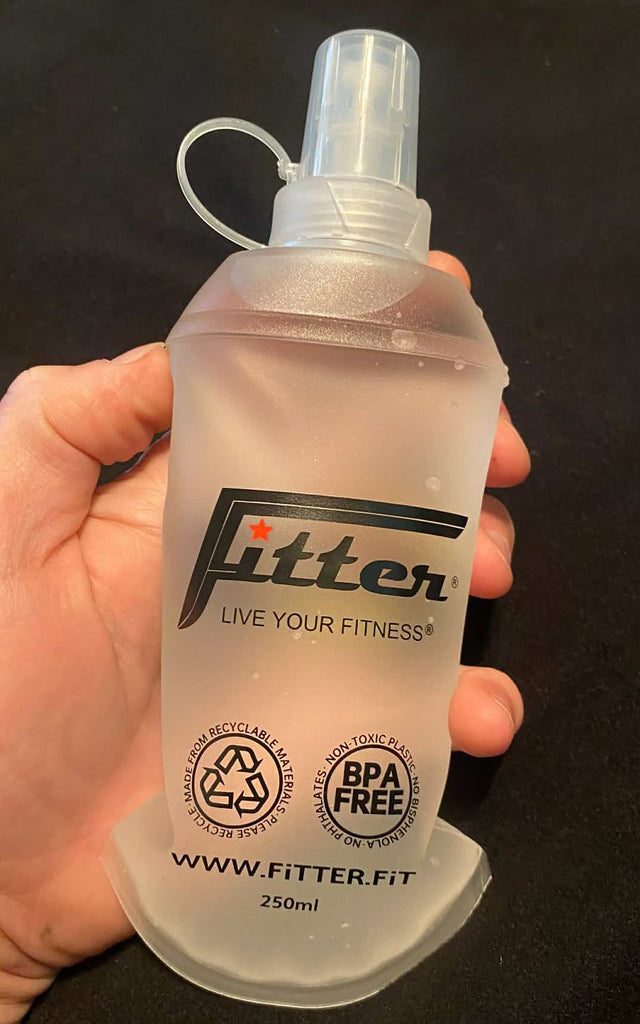 Fitter®
LIVE YOUR FITNESS®
MADE FROM RECYCLABLE MATERIALS · PLEASE RECYCLE ·
NON-TOXIC PLASTIC · NO BISPHENOLA · NO PHTHALATES ·
BPA
FREE
WWW.FiTTER.FiT
250ml